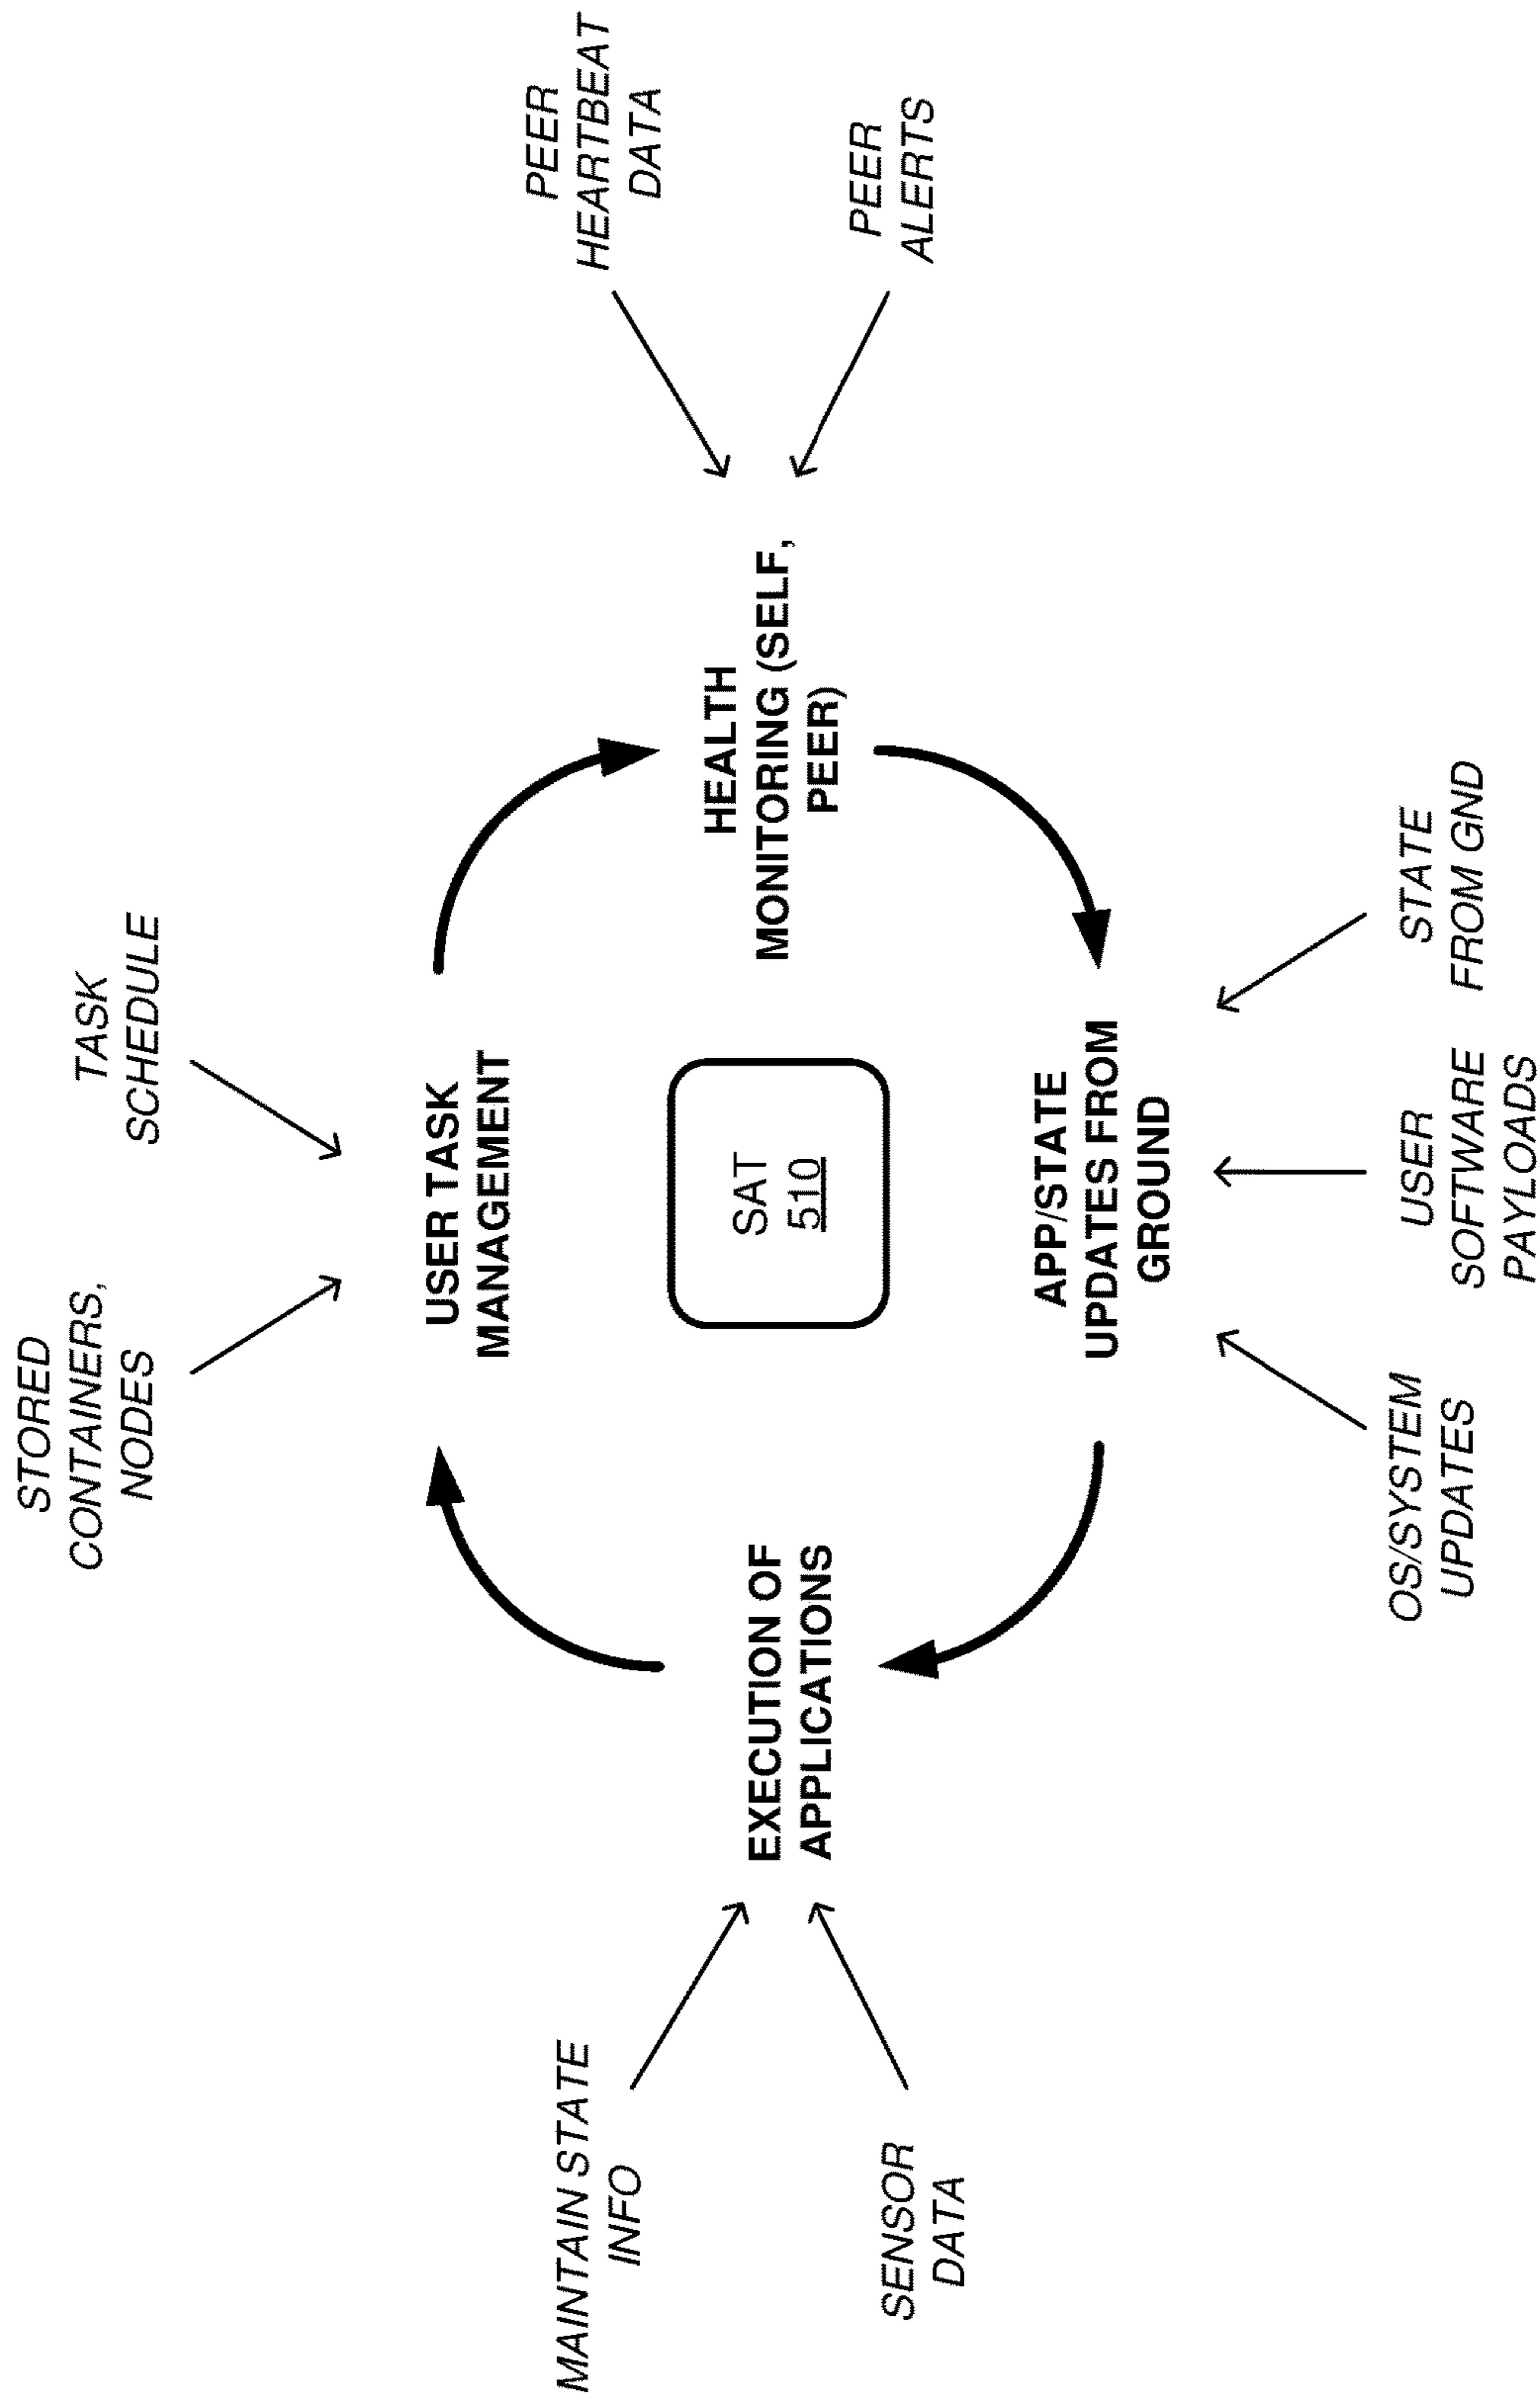 STORED
CONTAINERS,
NODES
TASK
SCHEDULE
USER TASK
MANAGEMENT
MAINTAIN STATE
INFO
SENSOR
DATA
EXECUTION OF
APPLICATIONS
SAT
510
HEALTH
MONITORING (SELF,
PEER)
PEER
HEARTBEAT
DATA
PEER
ALERTS
APP/STATE
UPDATES FROM
GROUND
OS/SYSTEM
UPDATES
USER
SOFTWARE
PAYLOADS
STATE
FROM GND